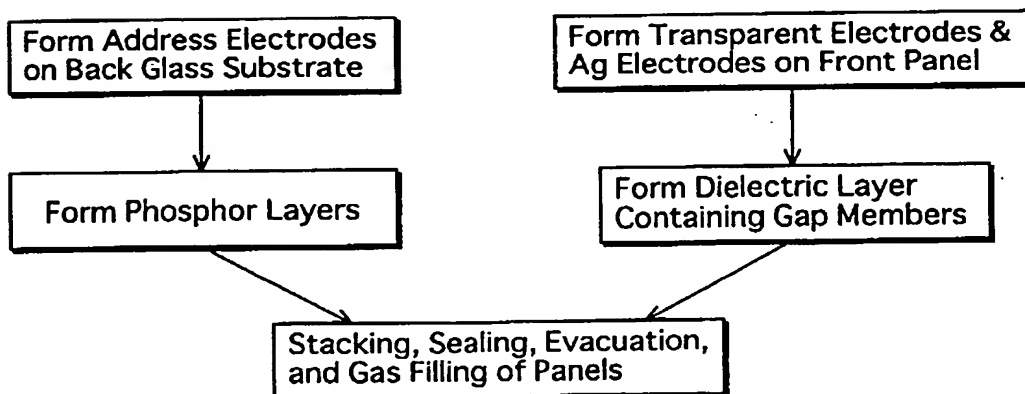 Form Address Electrodes
on Back Glass Substrate
Form Transparent Electrodes &
Ag Electrodes on Front Panel
Form Phosphor Layers
Form Dielectric Layer
Containing Gap Members
Stacking, Sealing, Evacuation,
and Gas Filling of Panels